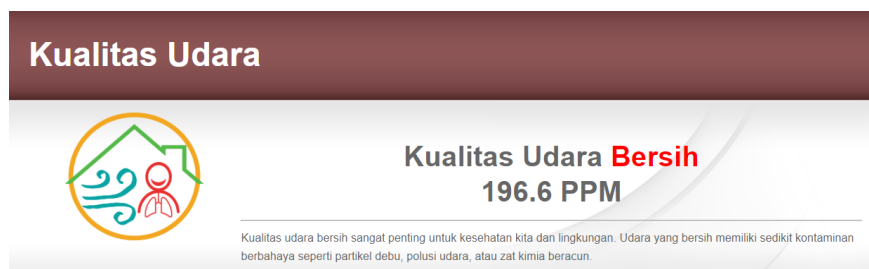 Kualitas Udara
Kualitas Udara Bersih
196.6 PPM
Kualitas udara bersih sangat penting untuk kesehatan kita dan lingkungan. Udara yang bersih memiliki sedikit kontaminan
berbahaya seperti partikel debu, polusi udara, atau zat kimia beracun.